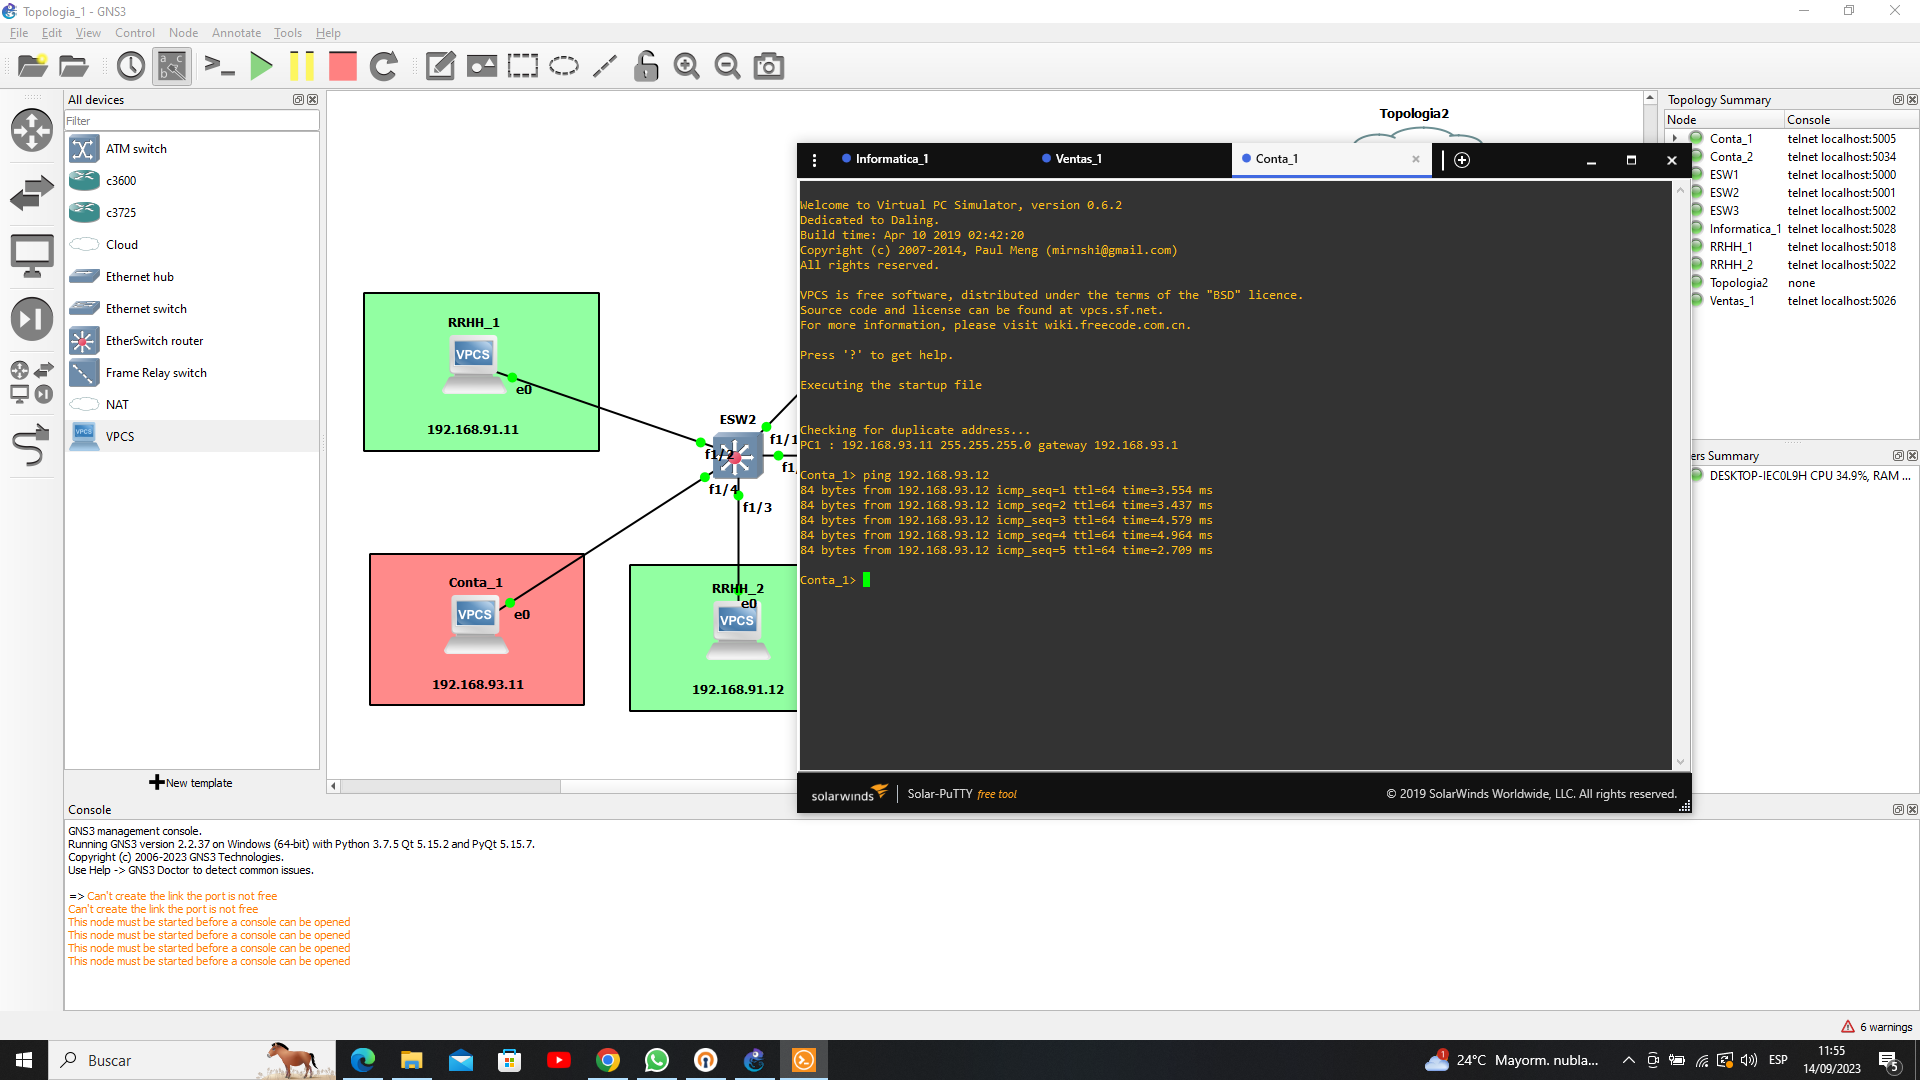 Topologia_1 - GNS3
File Edit View Control Node Annotate Tools Help
All devices
Filter
ATM switch
c3600
c3725
Cloud
Ethernet hub
Ethernet switch
EtherSwitch router
Frame Relay switch
NAT
VPCS
New template
RRHH_1
VPCS
e0
192.168.91.11
ESW2
f1/1
f1/2
f1/
f1/4
f1/3
Conta_1
VPCS
e0
192.168.93.11
RRHH_2
e0
VPCS
192.168.91.12
Topologia2
Informatica_1
Ventas_1
Conta_1
Welcome to Virtual PC Simulator, version 0.6.2
Dedicated to Daling.
Build time: Apr 10 2019 02:42:20
Copyright (c) 2007-2014, Paul Meng (mirnshi@gmail.com)
All rights reserved.
VPCS is free software, distributed under the terms of the "BSD" licence.
Source code and license can be found at vpcs.sf.net.
For more information, please visit wiki.freecode.com.cn.
Press '?' to get help.
Executing the startup file
Checking for duplicate address...
PC1 : 192.168.93.11 255.255.255.0 gateway 192.168.93.1
Conta_1> ping 192.168.93.12
84 bytes from 192.168.93.12 icmp_seq=1 ttl=64 time=3.554 ms
84 bytes from 192.168.93.12 icmp_seq=2 ttl=64 time=3.437 ms
84 bytes from 192.168.93.12 icmp_seq=3 ttl=64 time=4.579 ms
84 bytes from 192.168.93.12 icmp_seq=4 ttl=64 time=4.964 ms
84 bytes from 192.168.93.12 icmp_seq=5 ttl=64 time=2.709 ms
Conta_1>
solarwinds Solar-PuTTY free tool © 2019 SolarWinds Worldwide, LLC. All rights reserved.
Topology Summary
Node Console
Conta_1 telnet localhost:5005
Conta_2 telnet localhost:5034
ESW1 telnet localhost:5000
ESW2 telnet localhost:5001
ESW3 telnet localhost:5002
Informatica_1 telnet localhost:5028
RRHH_1 telnet localhost:5018
RRHH_2 telnet localhost:5022
Topologia2 none
Ventas_1 telnet localhost:5026
ers Summary
DESKTOP-IEC0L9H CPU 34.9%, RAM ...
Console
GNS3 management console.
Running GNS3 version 2.2.37 on Windows (64-bit) with Python 3.7.5 Qt 5.15.2 and PyQt 5.15.7.
Copyright (c) 2006-2023 GNS3 Technologies.
Use Help -> GNS3 Doctor to detect common issues.
=> Can't create the link the port is not free
Can't create the link the port is not free
This node must be started before a console can be opened
This node must be started before a console can be opened
This node must be started before a console can be opened
This node must be started before a console can be opened
6 warnings
Buscar
1
24°C Mayorm. nubla...
ESP
11:55
14/09/2023
5